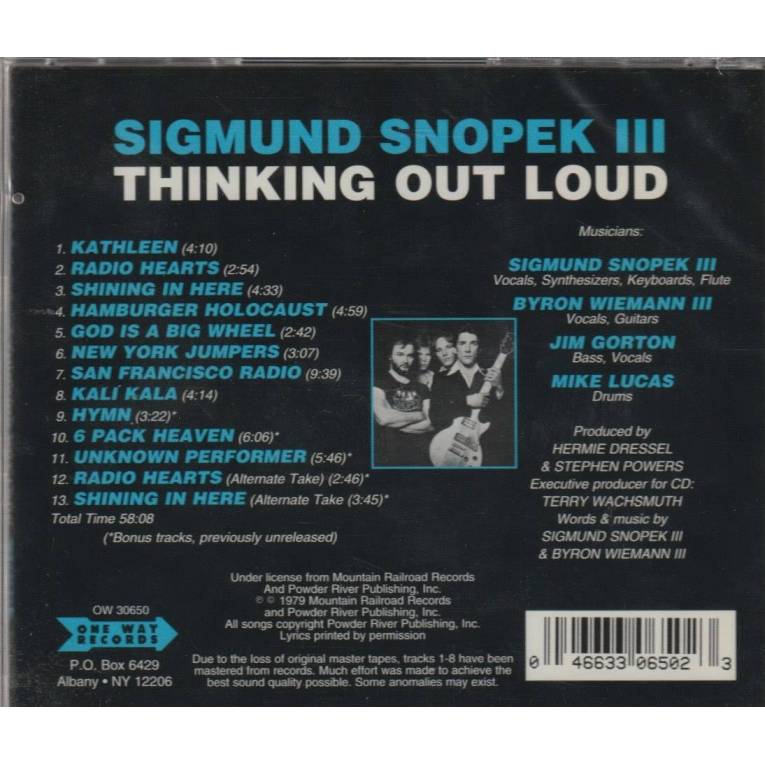 SIGMUND SNOPEK III
THINKING OUT LOUD
1. KATHLEEN (4:10)
2. RADIO HEARTS (2:54)
3. SHINING IN HERE (4:33)
4. HAMBURGER HOLOCAUST (4:59)
5. GOD IS A BIG WHEEL (2:42)
6. NEW YORK JUMPERS (3:07)
7. SAN FRANCISCO RADIO (9:39)
8. KALI KALA (4:14)
9. HYMN (3:22)*
10. 6 PACK HEAVEN (6:06)*
11. UNKNOWN PERFORMER (5:46)*
12. RADIO HEARTS (Alternate Take) (2:46)*
13. SHINING IN HERE (Alternate Take (3:45)*
Total Time 58:08
(*Bonus tracks, previously unreleased)
Musicians:
SIGMUND SNOPEK III
Vocals, Synthesizers, Keyboards, Flute
BYRON WIEMANN III
Vocals, Guitars
JIM GORTON
Bass, Vocals
MIKE LUCAS
Drums
Produced by
HERMIE DRESSEL
& STEPHEN POWERS
Executive producer for CD:
TERRY WACHSMUTH
Words & music by
SIGMUND SNOPEK III
& BYRON WIEMANN III
Under license from Mountain Railroad Records
And Powder River Publishing, Inc.
℗ © 1979 Mountain Railroad Records
and Powder River Publishing, Inc.
All songs copyright Powder River Publishing, Inc.
Lyrics printed by permission
OW 30650
ONE WAY
RECORDS
P.O. Box 6429
Albany • NY 12206
Due to the loss of original master tapes, tracks 1-8 have been
mastered from records. Much effort was made to achieve the
best sound quality possible. Some anomalies may exist.
0 46633 06502 3